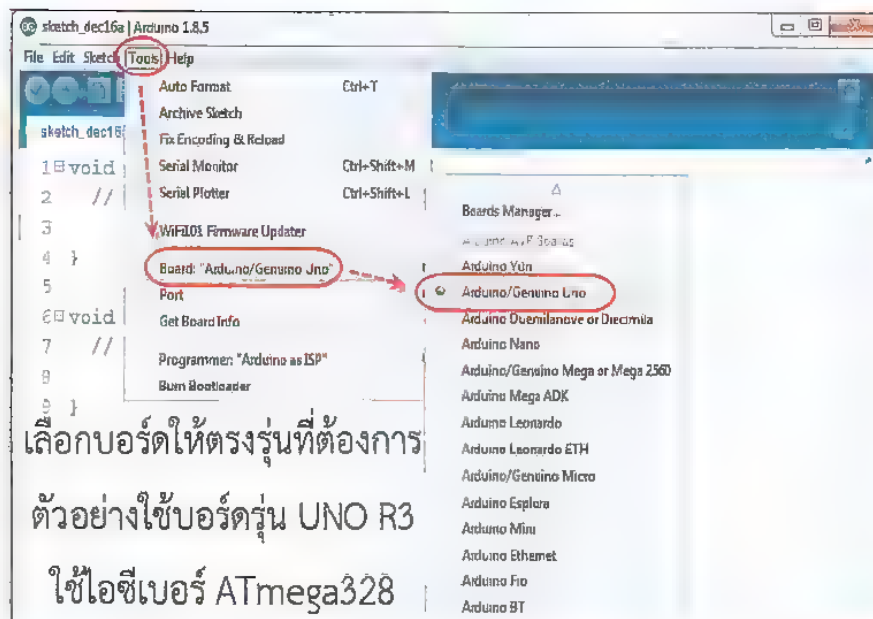 sketch_dec16a | Arduino 1.8.5
File Edit Sketch Tools Help
sketch_dec16
1 void
2 //
3
4 }
5
6 void
7 //
8
9 }
Auto Format Ctrl+T
Archive Sketch
Fix Encoding & Reload
Serial Monitor Ctrl+Shift+M
Serial Plotter Ctrl+Shift+L
WiFi101 Firmware Updater
Board: "Arduino/Genuino Uno"
Port
Get Board Info
Programmer: "Arduino as ISP"
Burn Bootloader
Boards Manager...
Arduino AVR Boards
Arduino Yún
Arduino/Genuino Uno
Arduino Duemilanove or Diecimila
Arduino Nano
Arduino/Genuino Mega or Mega 2560
Arduino Mega ADK
Arduino Leonardo
Arduino Leonardo ETH
Arduino/Genuino Micro
Arduino Esplora
Arduino Mini
Arduino Ethernet
Arduino Fio
Arduino BT
เลือกบอร์ดให้ตรงรุ่นที่ต้องการ
ตัวอย่างใช้บอร์ดรุ่น UNO R3
ใช้ไอซีเบอร์ ATmega328